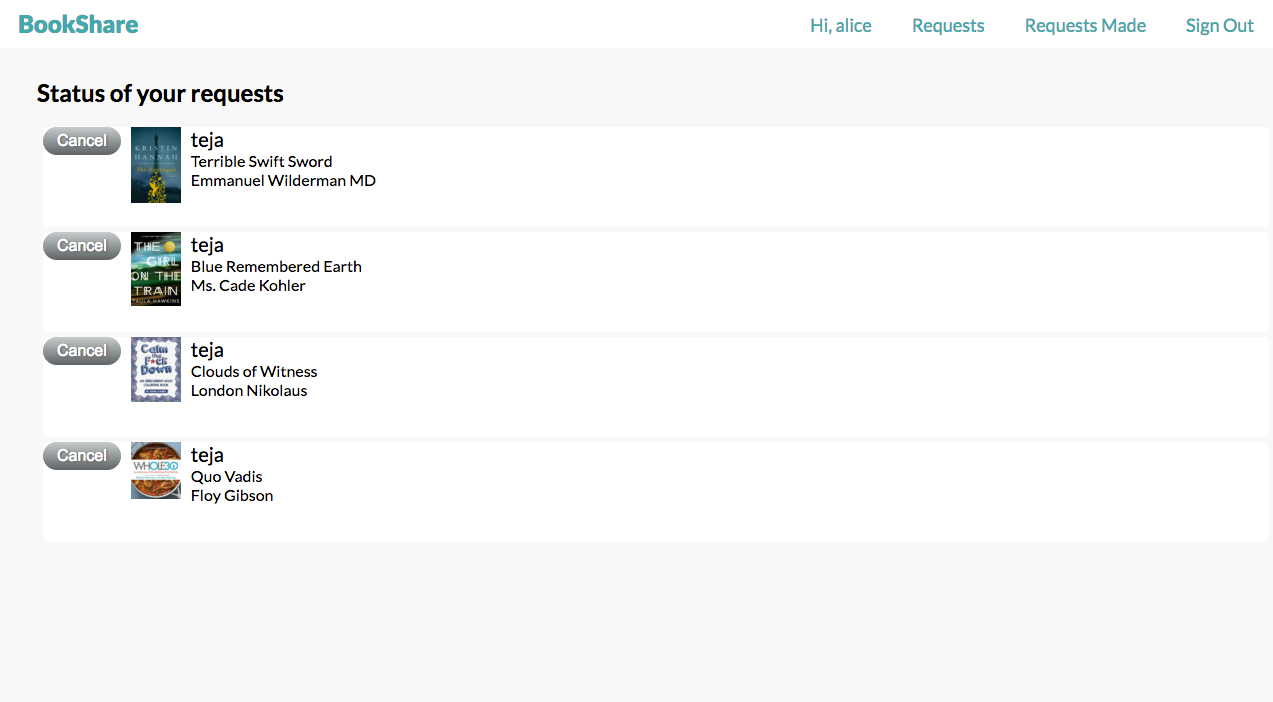 BookShare
Hi, alice
Requests
Requests Made
Sign Out
Status of your requests
Cancel
KRISTIN
HANNAH
The Nightingale
teja
Terrible Swift Sword
Emmanuel Wilderman MD
Cancel
THE
GIRL
ON THE
TRAIN
PAULA HAWKINS
teja
Blue Remembered Earth
Ms. Cade Kohler
Cancel
Calm
the
F*ck
Down
teja
Clouds of Witness
London Nikolaus
Cancel
WHOLE30
teja
Quo Vadis
Floy Gibson